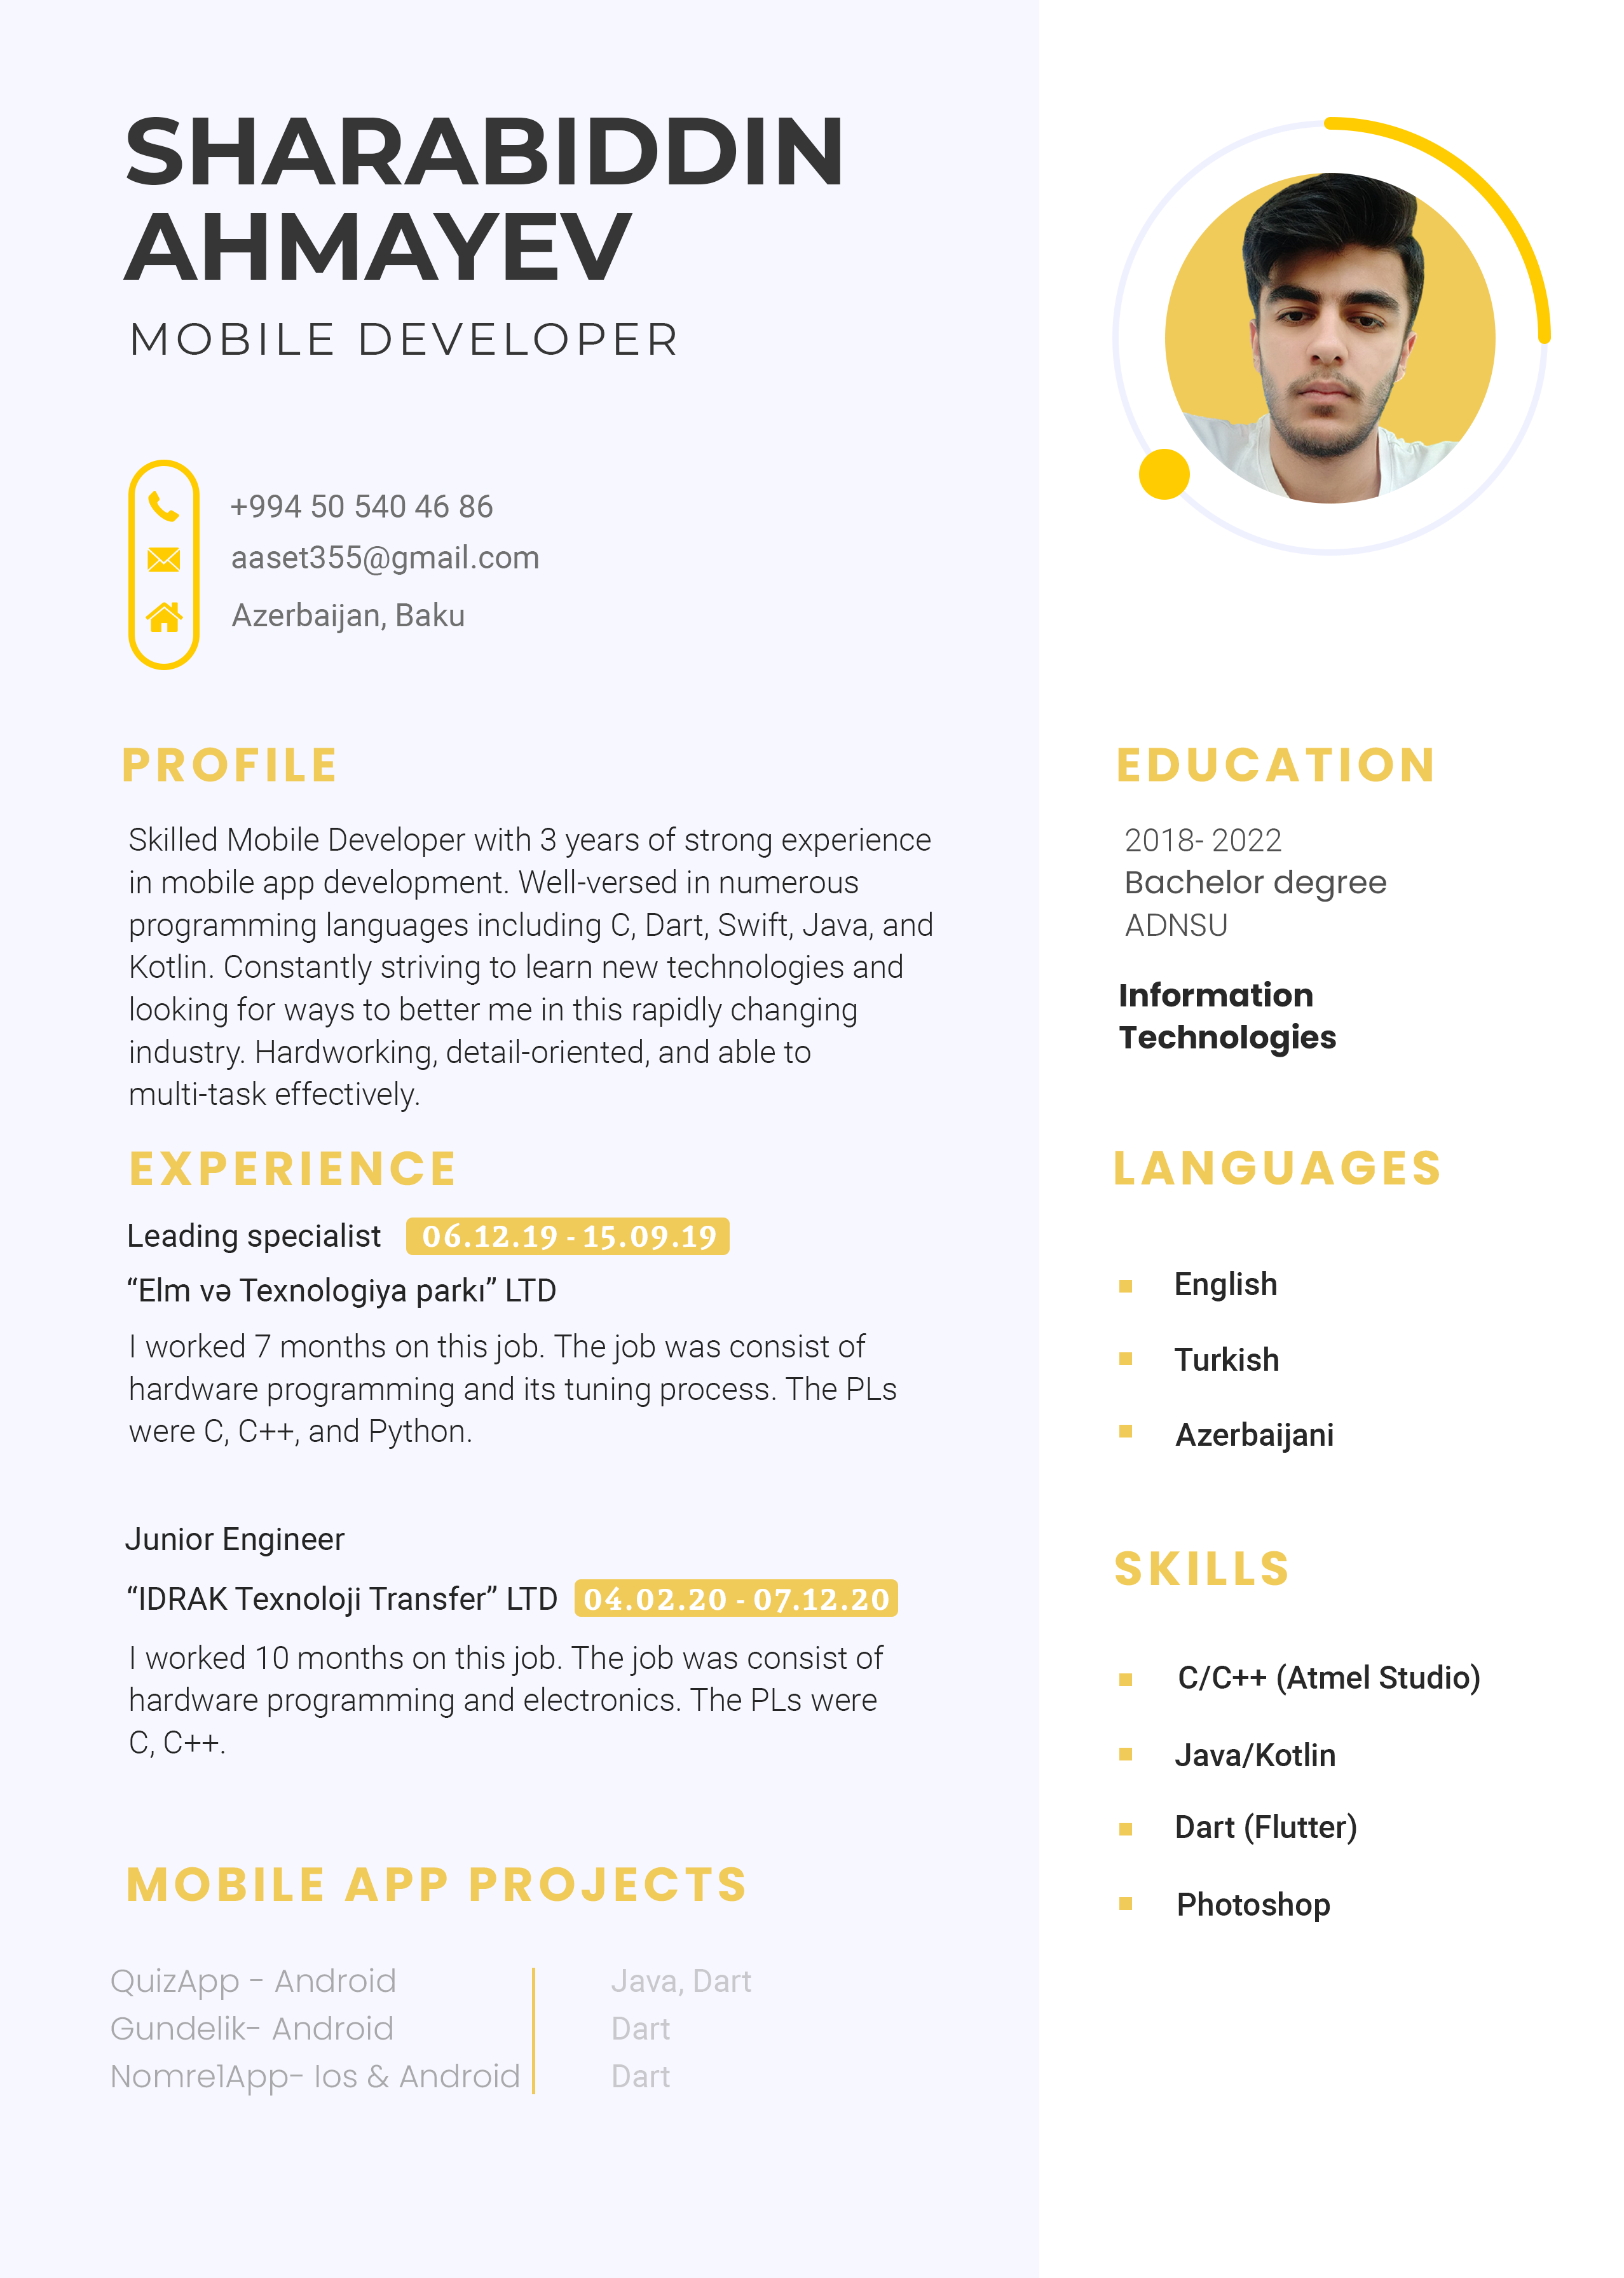 SHARABIDDIN
AHMAYEV
MOBILE DEVELOPER
+994 50 540 46 86
aaset355@gmail.com
Azerbaijan, Baku
PROFILE
Skilled Mobile Developer with 3 years of strong experience
in mobile app development. Well-versed in numerous
programming languages including C, Dart, Swift, Java, and
Kotlin. Constantly striving to learn new technologies and
looking for ways to better me in this rapidly changing
industry. Hardworking, detail-oriented, and able to
multi-task effectively.
EXPERIENCE
Leading specialist 06.12.19 - 15.09.19
“Elm və Texnologiya parkı” LTD
I worked 7 months on this job. The job was consist of
hardware programming and its tuning process. The PLs
were C, C++, and Python.
Junior Engineer
“IDRAK Texnoloji Transfer” LTD 04.02.20 - 07.12.20
I worked 10 months on this job. The job was consist of
hardware programming and electronics. The PLs were
C, C++.
MOBILE APP PROJECTS
QuizApp - Android Java, Dart
Gundelik- Android Dart
Nomre1App- Ios & Android Dart
EDUCATION
2018- 2022
Bachelor degree
ADNSU
Information
Technologies
LANGUAGES
English
Turkish
Azerbaijani
SKILLS
C/C++ (Atmel Studio)
Java/Kotlin
Dart (Flutter)
Photoshop